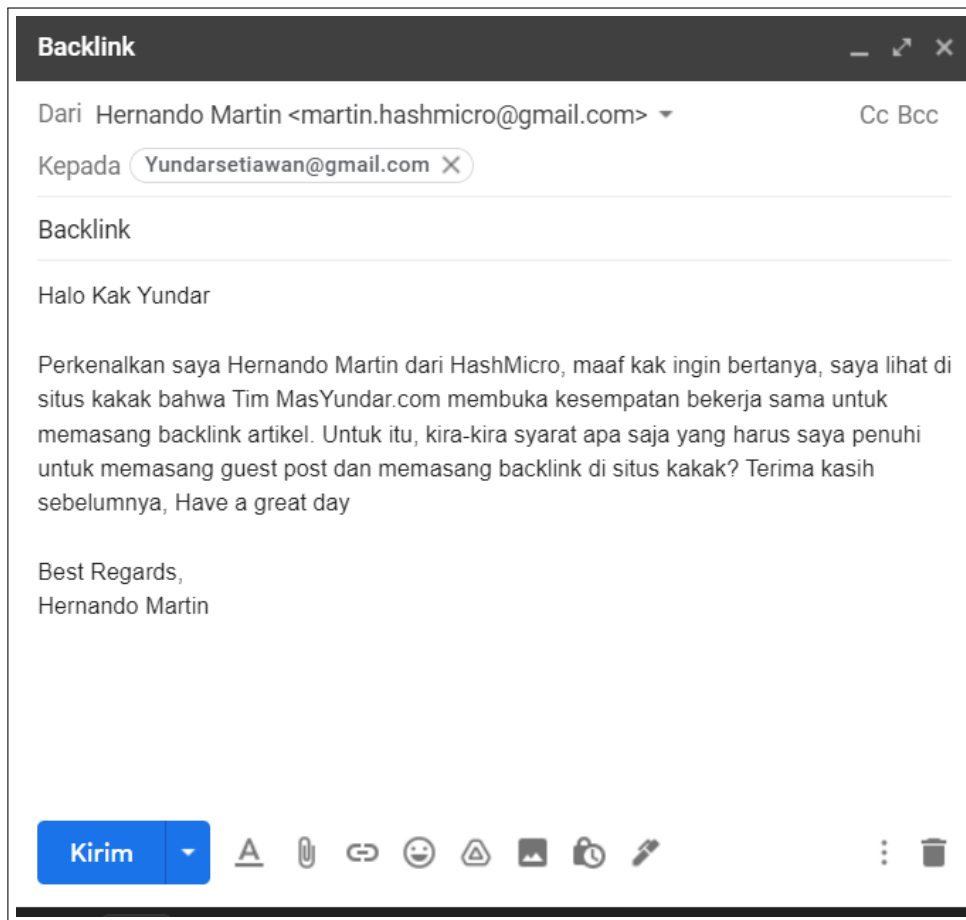 Backlink
Dari Hernando Martin <martin.hashmicro@gmail.com> Cc Bcc
Kepada Yundarsetiawan@gmail.com
Backlink
Halo Kak Yundar
Perkenalkan saya Hernando Martin dari HashMicro, maaf kak ingin bertanya, saya lihat di
situs kakak bahwa Tim MasYundar.com membuka kesempatan bekerja sama untuk
memasang backlink artikel. Untuk itu, kira-kira syarat apa saja yang harus saya penuhi
untuk memasang guest post dan memasang backlink di situs kakak? Terima kasih
sebelumnya, Have a great day
Best Regards,
Hernando Martin
Kirim